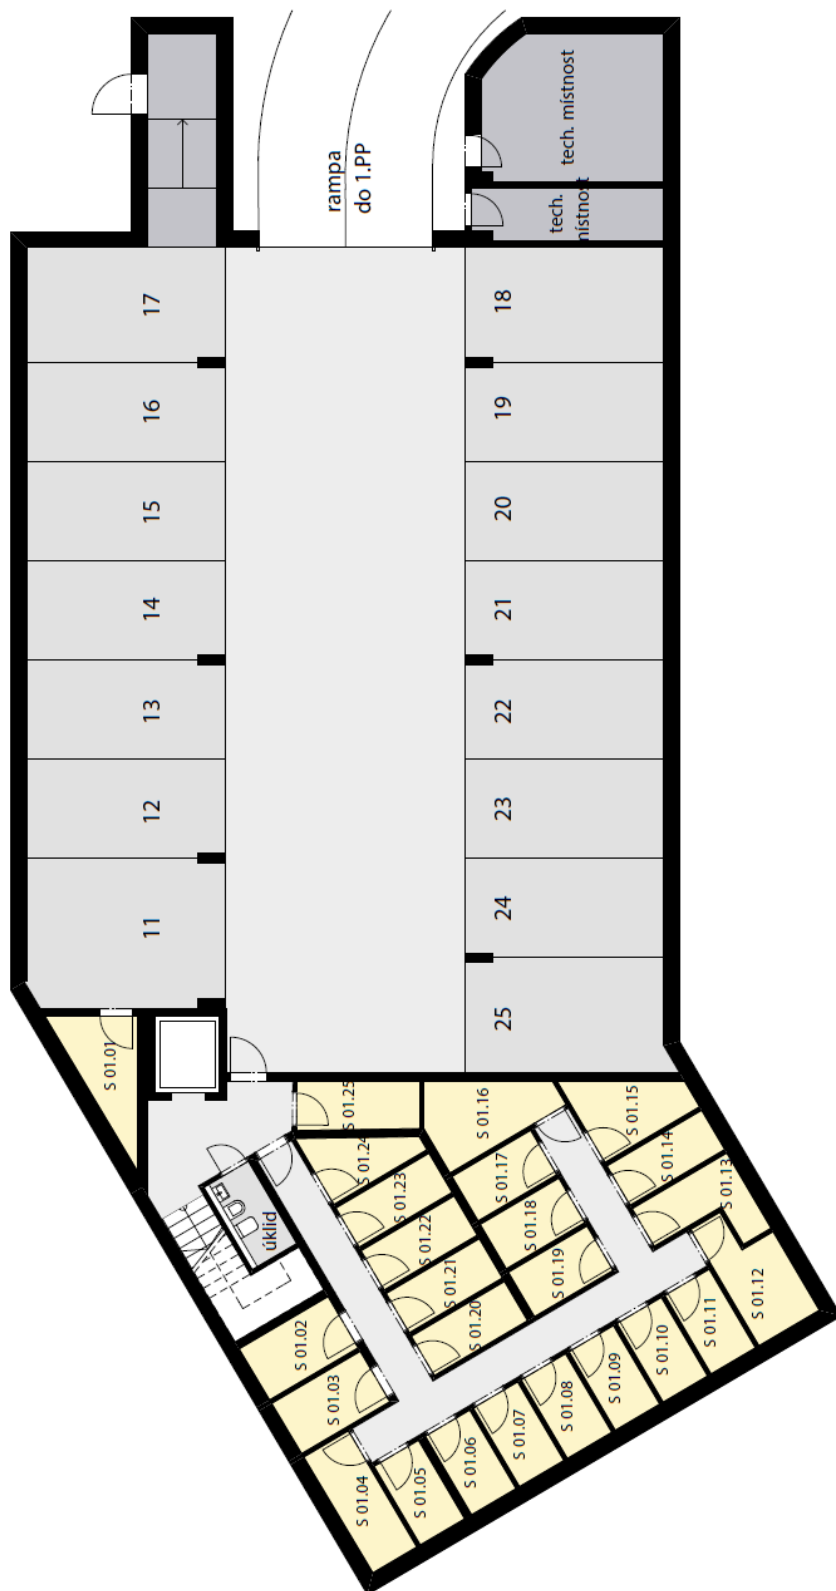 tech. místnost
rampa
do 1.PP
tech.
místnost
17
18
16
19
15
20
14
21
13
22
12
23
11
24
25
S 01.01
S 01.25
S 01.16
S 01.15
S 01.24
S 01.17
S 01.14
S 01.23
S 01.13
S 01.18
S 01.22
úklid
S 01.19
S 01.21
S 01.12
S 01.20
S 01.02
S 01.11
S 01.10
S 01.03
S 01.09
S 01.08
S 01.07
S 01.06
S 01.04
S 01.05